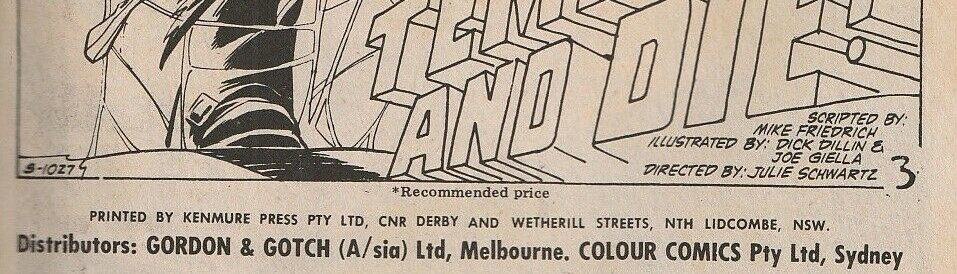 AND DIE!
SCRIPTED BY:
MIKE FRIEDRICH
ILLUSTRATED BY: DICK DILLIN &
JOE GIELLA
DIRECTED BY: JULIE SCHWARTZ
3
S-1027
*Recommended price
PRINTED BY KENMURE PRESS PTY LTD, CNR DERBY AND WETHERILL STREETS, NTH LIDCOMBE, NSW.
Distributors: GORDON & GOTCH (A/sia) Ltd, Melbourne. COLOUR COMICS Pty Ltd, Sydney